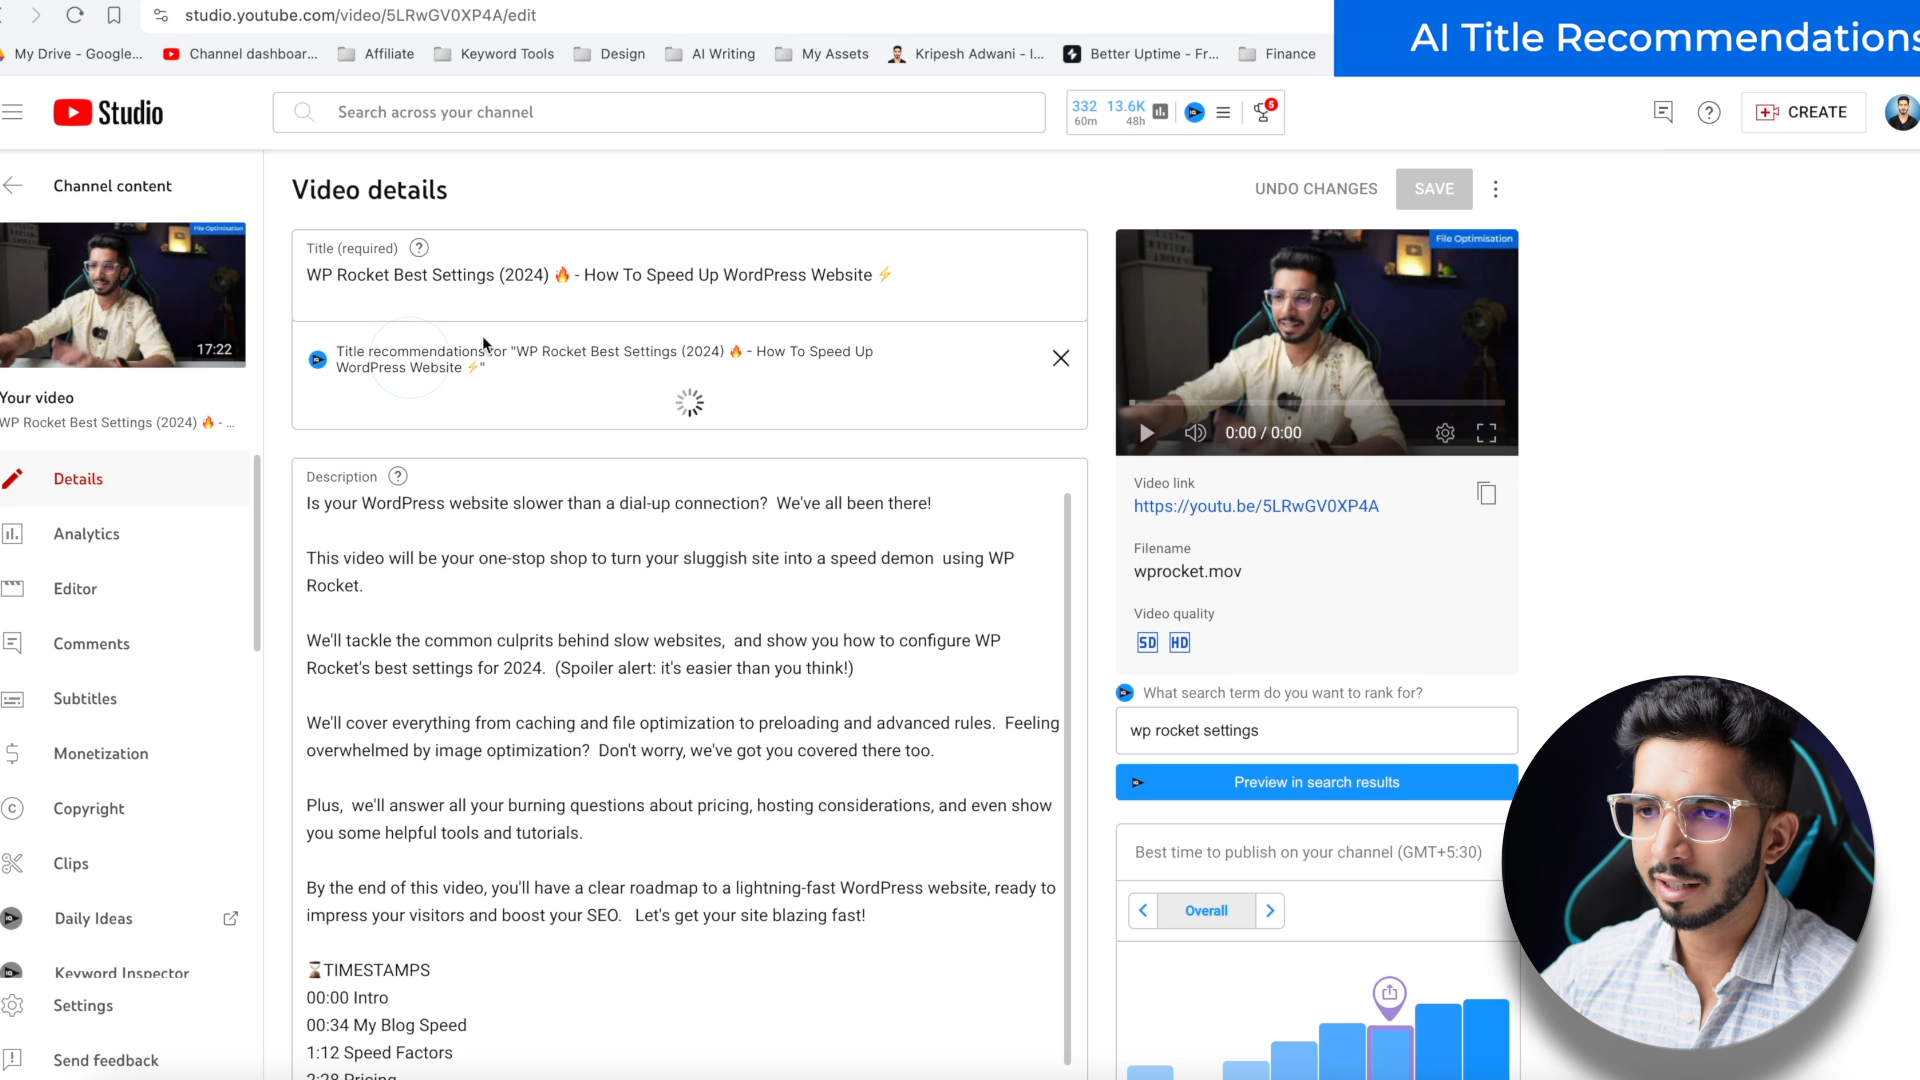 studio.youtube.com/video/5LRwGV0XP4A/edit
AI Title Recommendations
My Drive - Google...
Channel dashboar...
Affiliate
Keyword Tools
Design
AI Writing
My Assets
Kripesh Adwani - I...
Better Uptime - Fr...
Finance
Studio
Search across your channel
332 13.6K
60m 48h
5
CREATE
Channel content
Video details
UNDO CHANGES
SAVE
File Optimisation
17:22
Your video
WP Rocket Best Settings (2024) 🔥 - ...
Details
Analytics
Editor
Comments
Subtitles
Monetization
Copyright
Clips
Daily Ideas
Keyword Inspector
Settings
Send feedback
Title (required)
WP Rocket Best Settings (2024) 🔥 - How To Speed Up WordPress Website ⚡
Title recommendations for "WP Rocket Best Settings (2024) 🔥 - How To Speed Up
WordPress Website ⚡"
Description
Is your WordPress website slower than a dial-up connection? We've all been there!
This video will be your one-stop shop to turn your sluggish site into a speed demon using WP
Rocket.
We'll tackle the common culprits behind slow websites, and show you how to configure WP
Rocket's best settings for 2024. (Spoiler alert: it's easier than you think!)
We'll cover everything from caching and file optimization to preloading and advanced rules. Feeling
overwhelmed by image optimization? Don't worry, we've got you covered there too.
Plus, we'll answer all your burning questions about pricing, hosting considerations, and even show
you some helpful tools and tutorials.
By the end of this video, you'll have a clear roadmap to a lightning-fast WordPress website, ready to
impress your visitors and boost your SEO. Let's get your site blazing fast!
⌛TIMESTAMPS
00:00 Intro
00:34 My Blog Speed
1:12 Speed Factors
2:28 Pricing
File Optimisation
0:00 / 0:00
Video link
https://youtu.be/5LRwGV0XP4A
Filename
wprocket.mov
Video quality
SD HD
What search term do you want to rank for?
wp rocket settings
Preview in search results
Best time to publish on your channel (GMT+5:30)
Overall